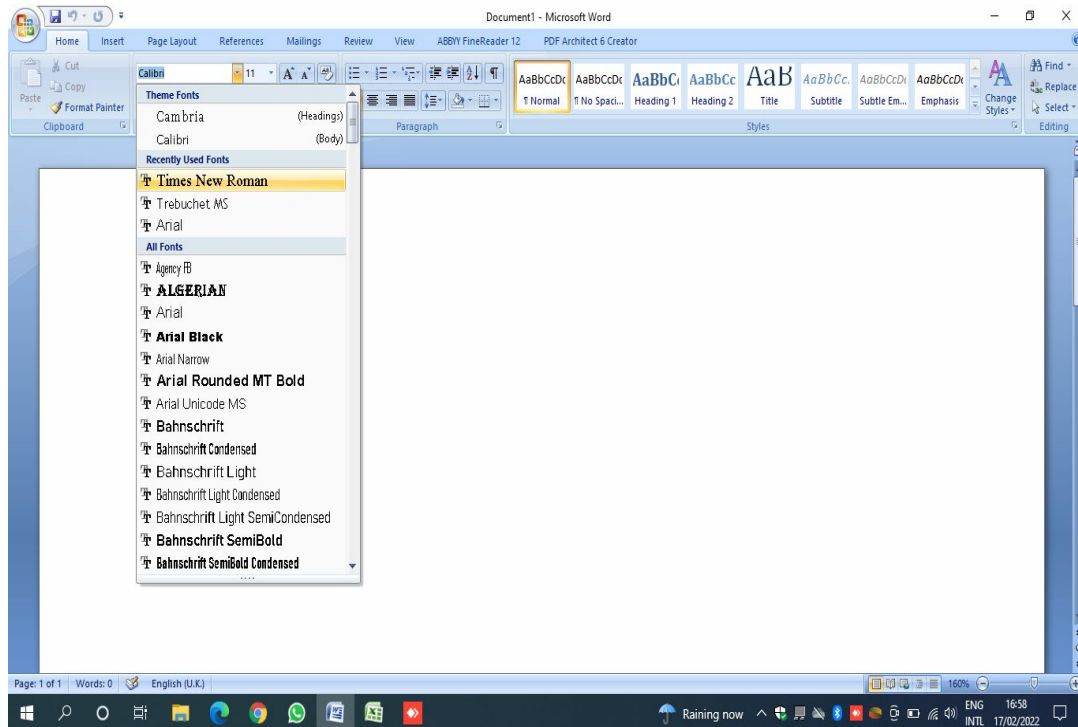 Document1 - Microsoft Word
Home Insert Page Layout References Mailings Review View ABBYY FineReader 12 PDF Architect 6 Creator
Paste
Cut
Copy
Format Painter
Clipboard
Calibri 11
Paragraph
AaBbCcDc AaBbCcDc AaBbC AaBbCc AaB AaBbCc. AaBbCcDc AaBbCcDc
¶ Normal ¶ No Spaci... Heading 1 Heading 2 Title Subtitle Subtle Em... Emphasis
Change Styles
Styles
Find
Replace
Select
Editing
Theme Fonts
Cambria (Headings)
Calibri (Body)
Recently Used Fonts
Times New Roman
Trebuchet MS
Arial
All Fonts
Agency FB
ALGERIAN
Arial
Arial Black
Arial Narrow
Arial Rounded MT Bold
Arial Unicode MS
Bahnschrift
Bahnschrift Condensed
Bahnschrift Light
Bahnschrift Light Condensed
Bahnschrift Light SemiCondensed
Bahnschrift SemiBold
Bahnschrift SemiBold Condensed
Page: 1 of 1 Words: 0 English (U.K.) 160%
Raining now ENG 16:58
INTL 17/02/2022